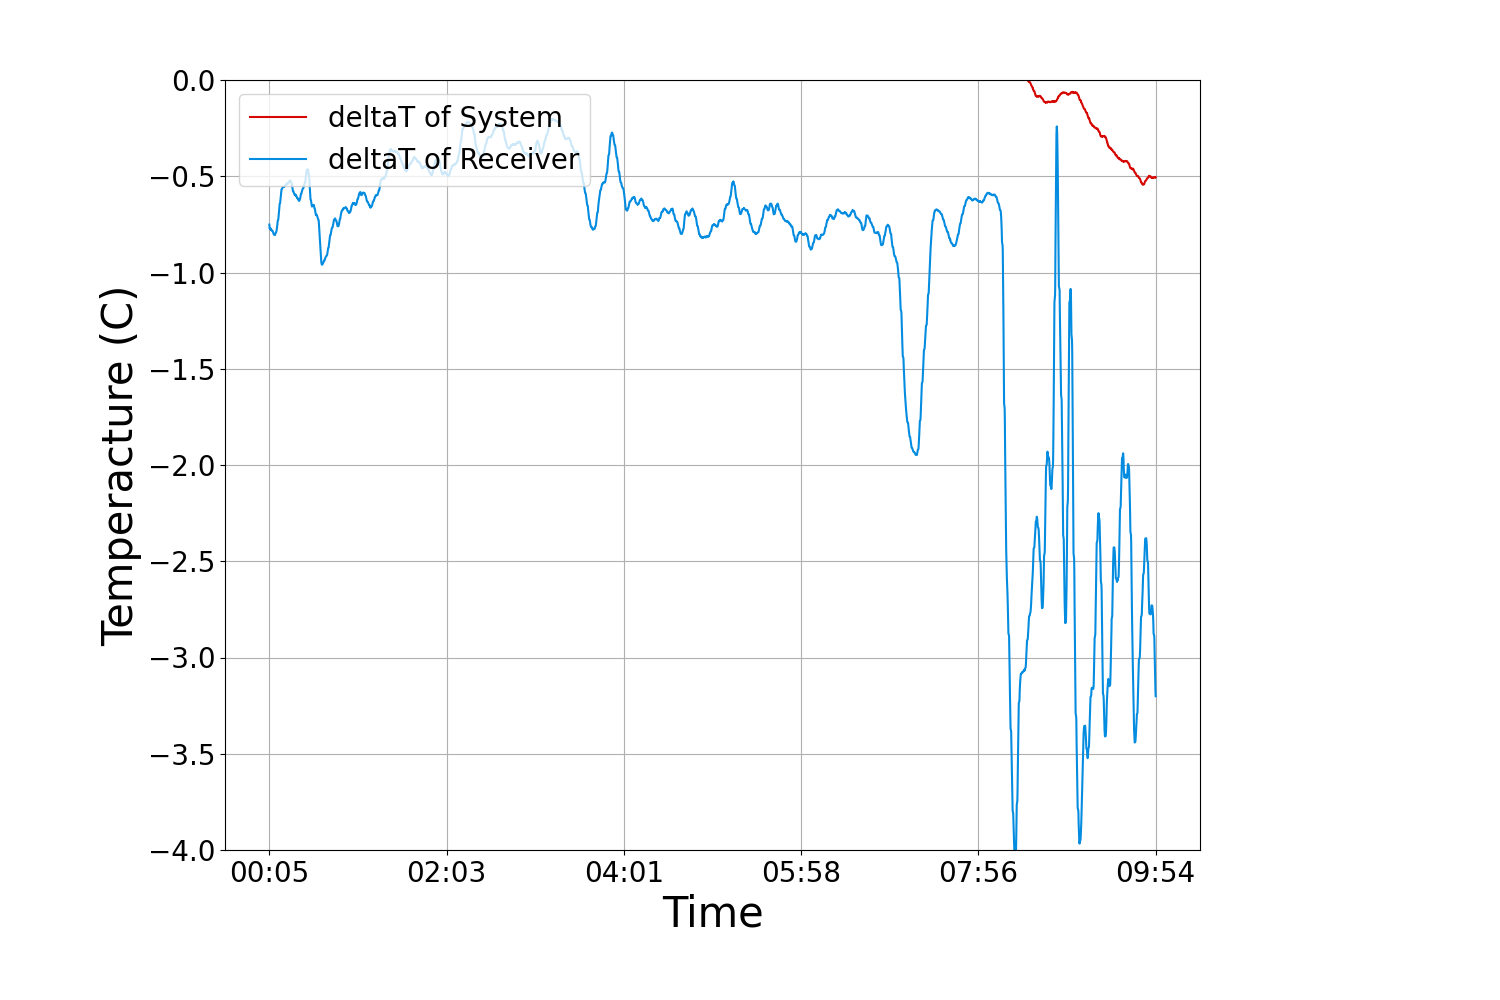 deltaT of System
deltaT of Receiver
0.0
−0.5
−1.0
−1.5
−2.0
−2.5
−3.0
−3.5
−4.0
Temperacture (C)
00:05 02:03 04:01 05:58 07:56 09:54
Time